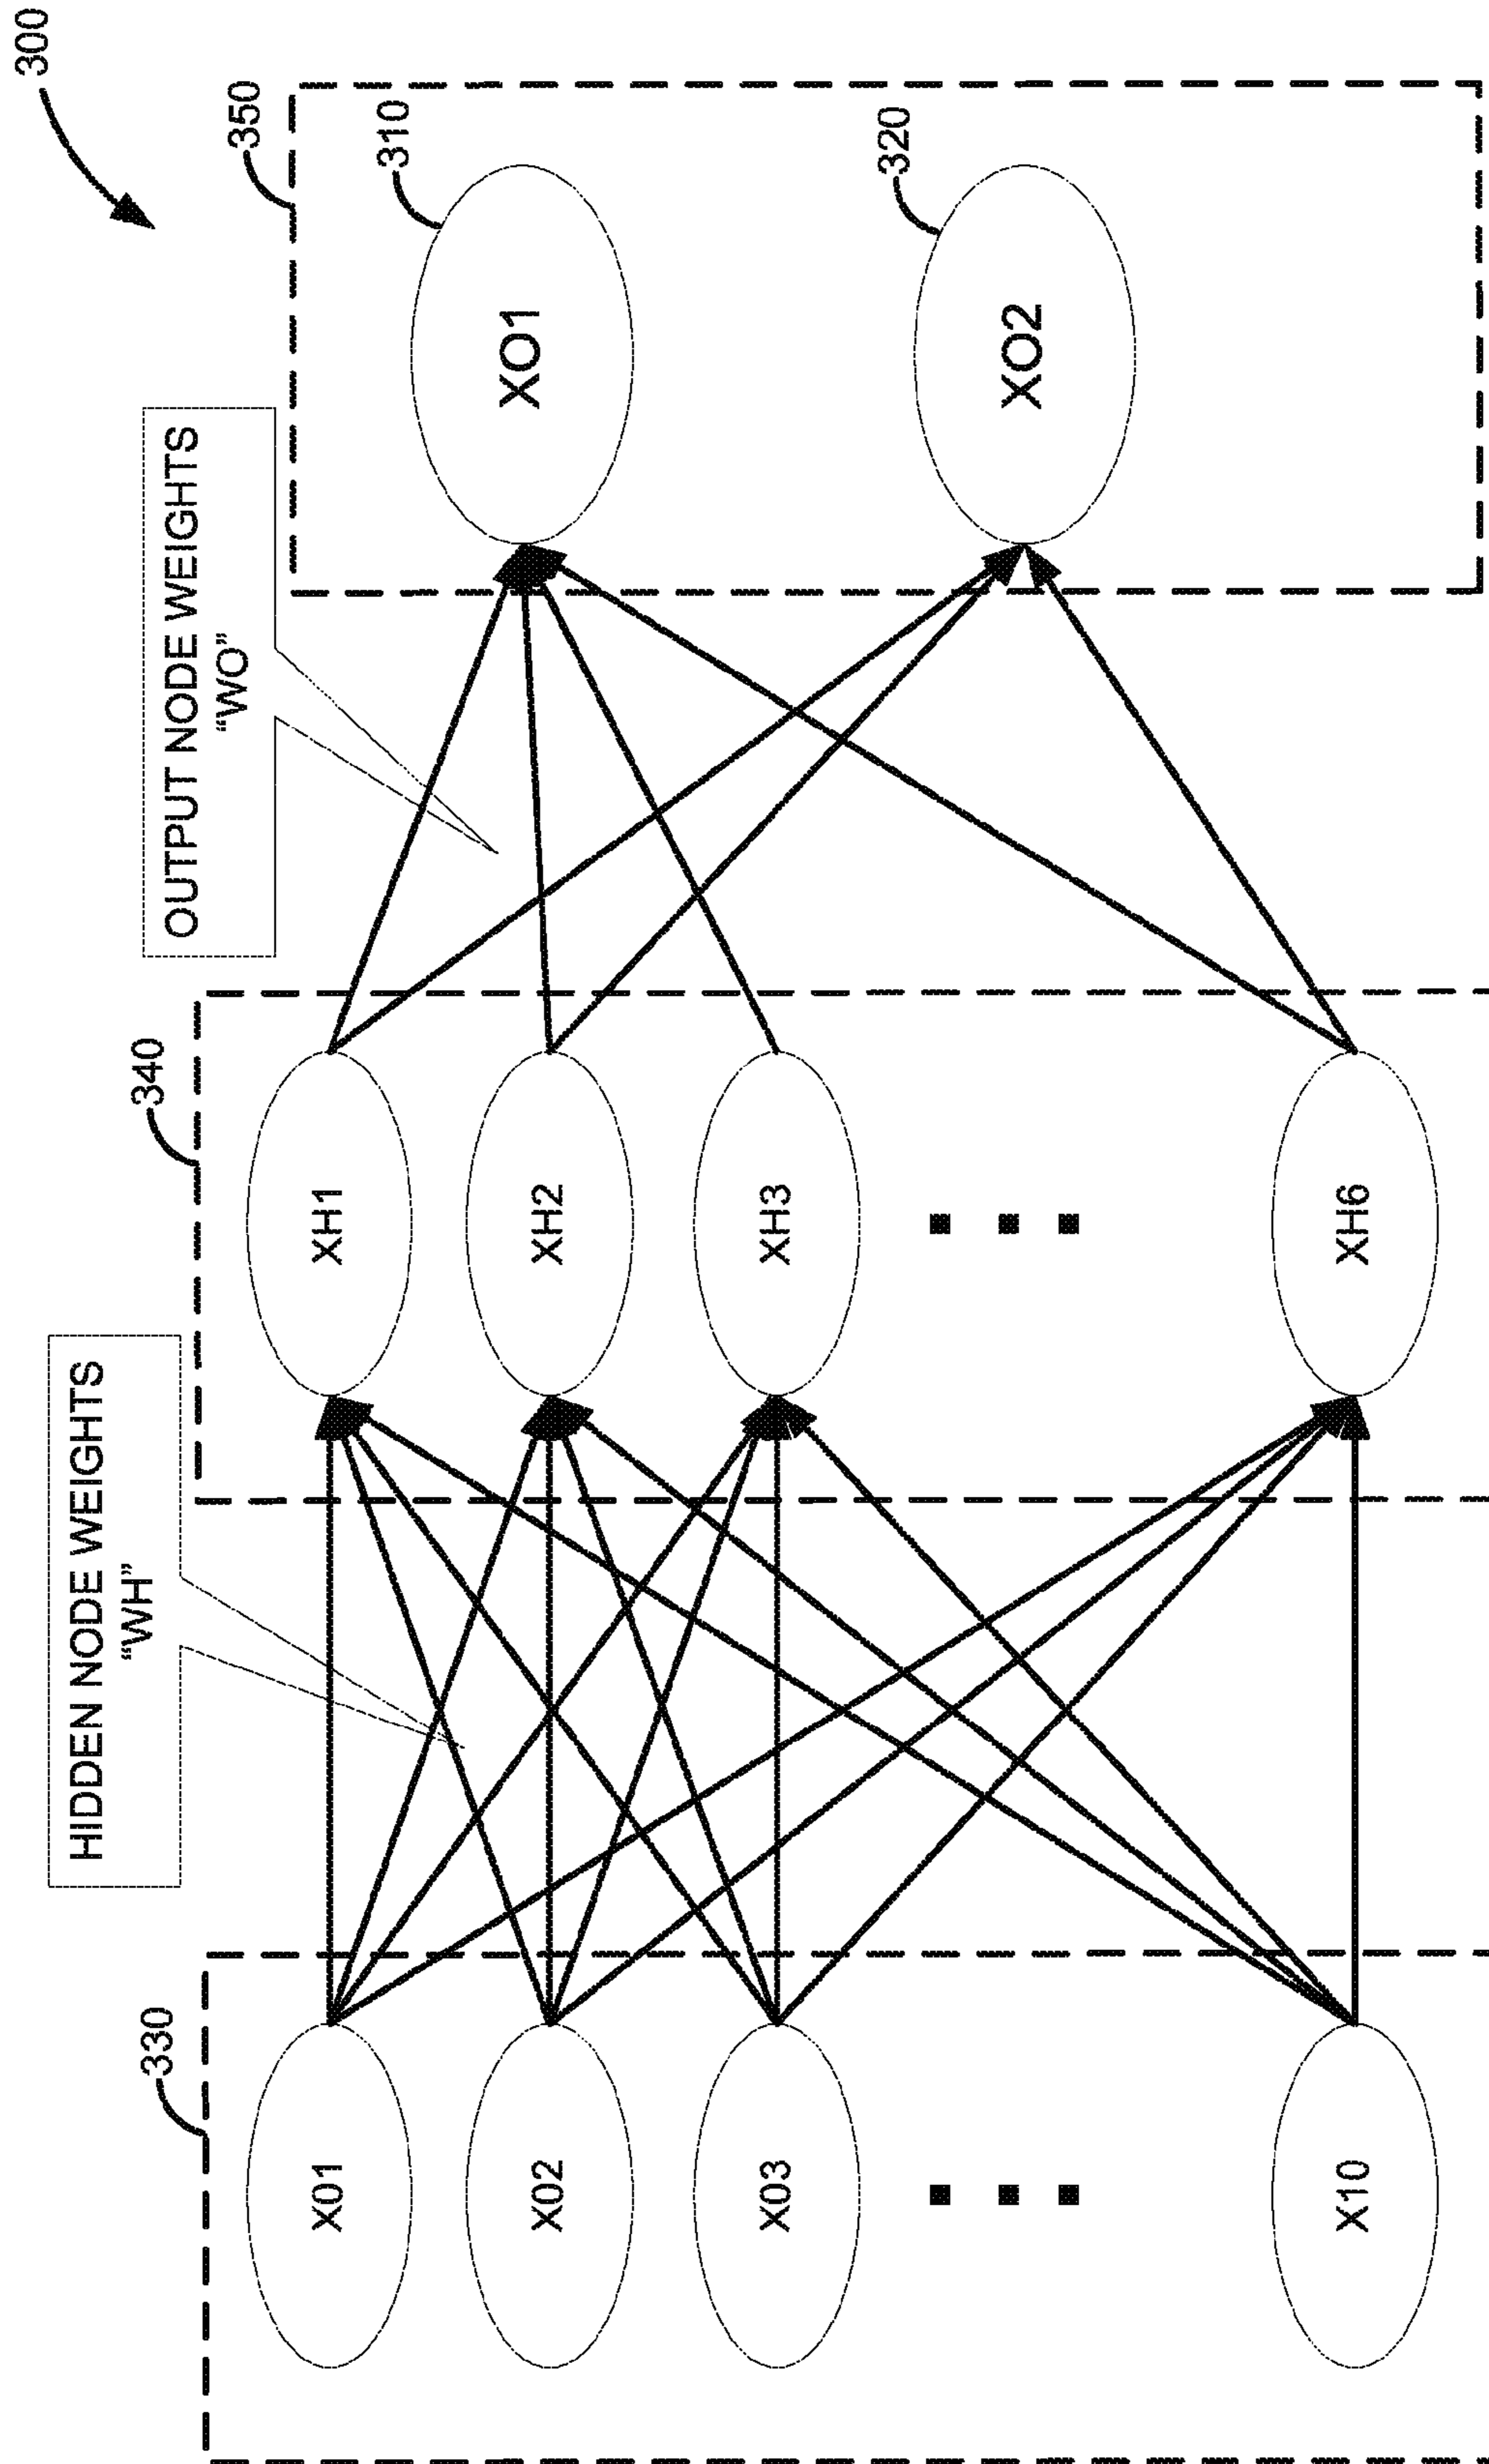 300
HIDDEN NODE WEIGHTS
“WH”
OUTPUT NODE WEIGHTS
“WO”
330
340
350
X01
XH1
XO1
310
X02
XH2
X03
XH3
XO2
320
X10
XH6